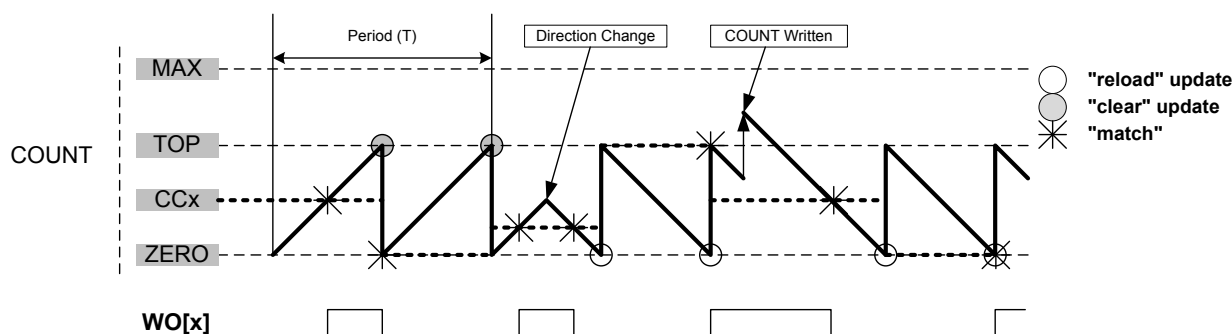 Period (T)
Direction Change
COUNT Written
MAX
"reload" update
"clear" update
TOP
"match"
COUNT
CCx
ZERO
WO[x]